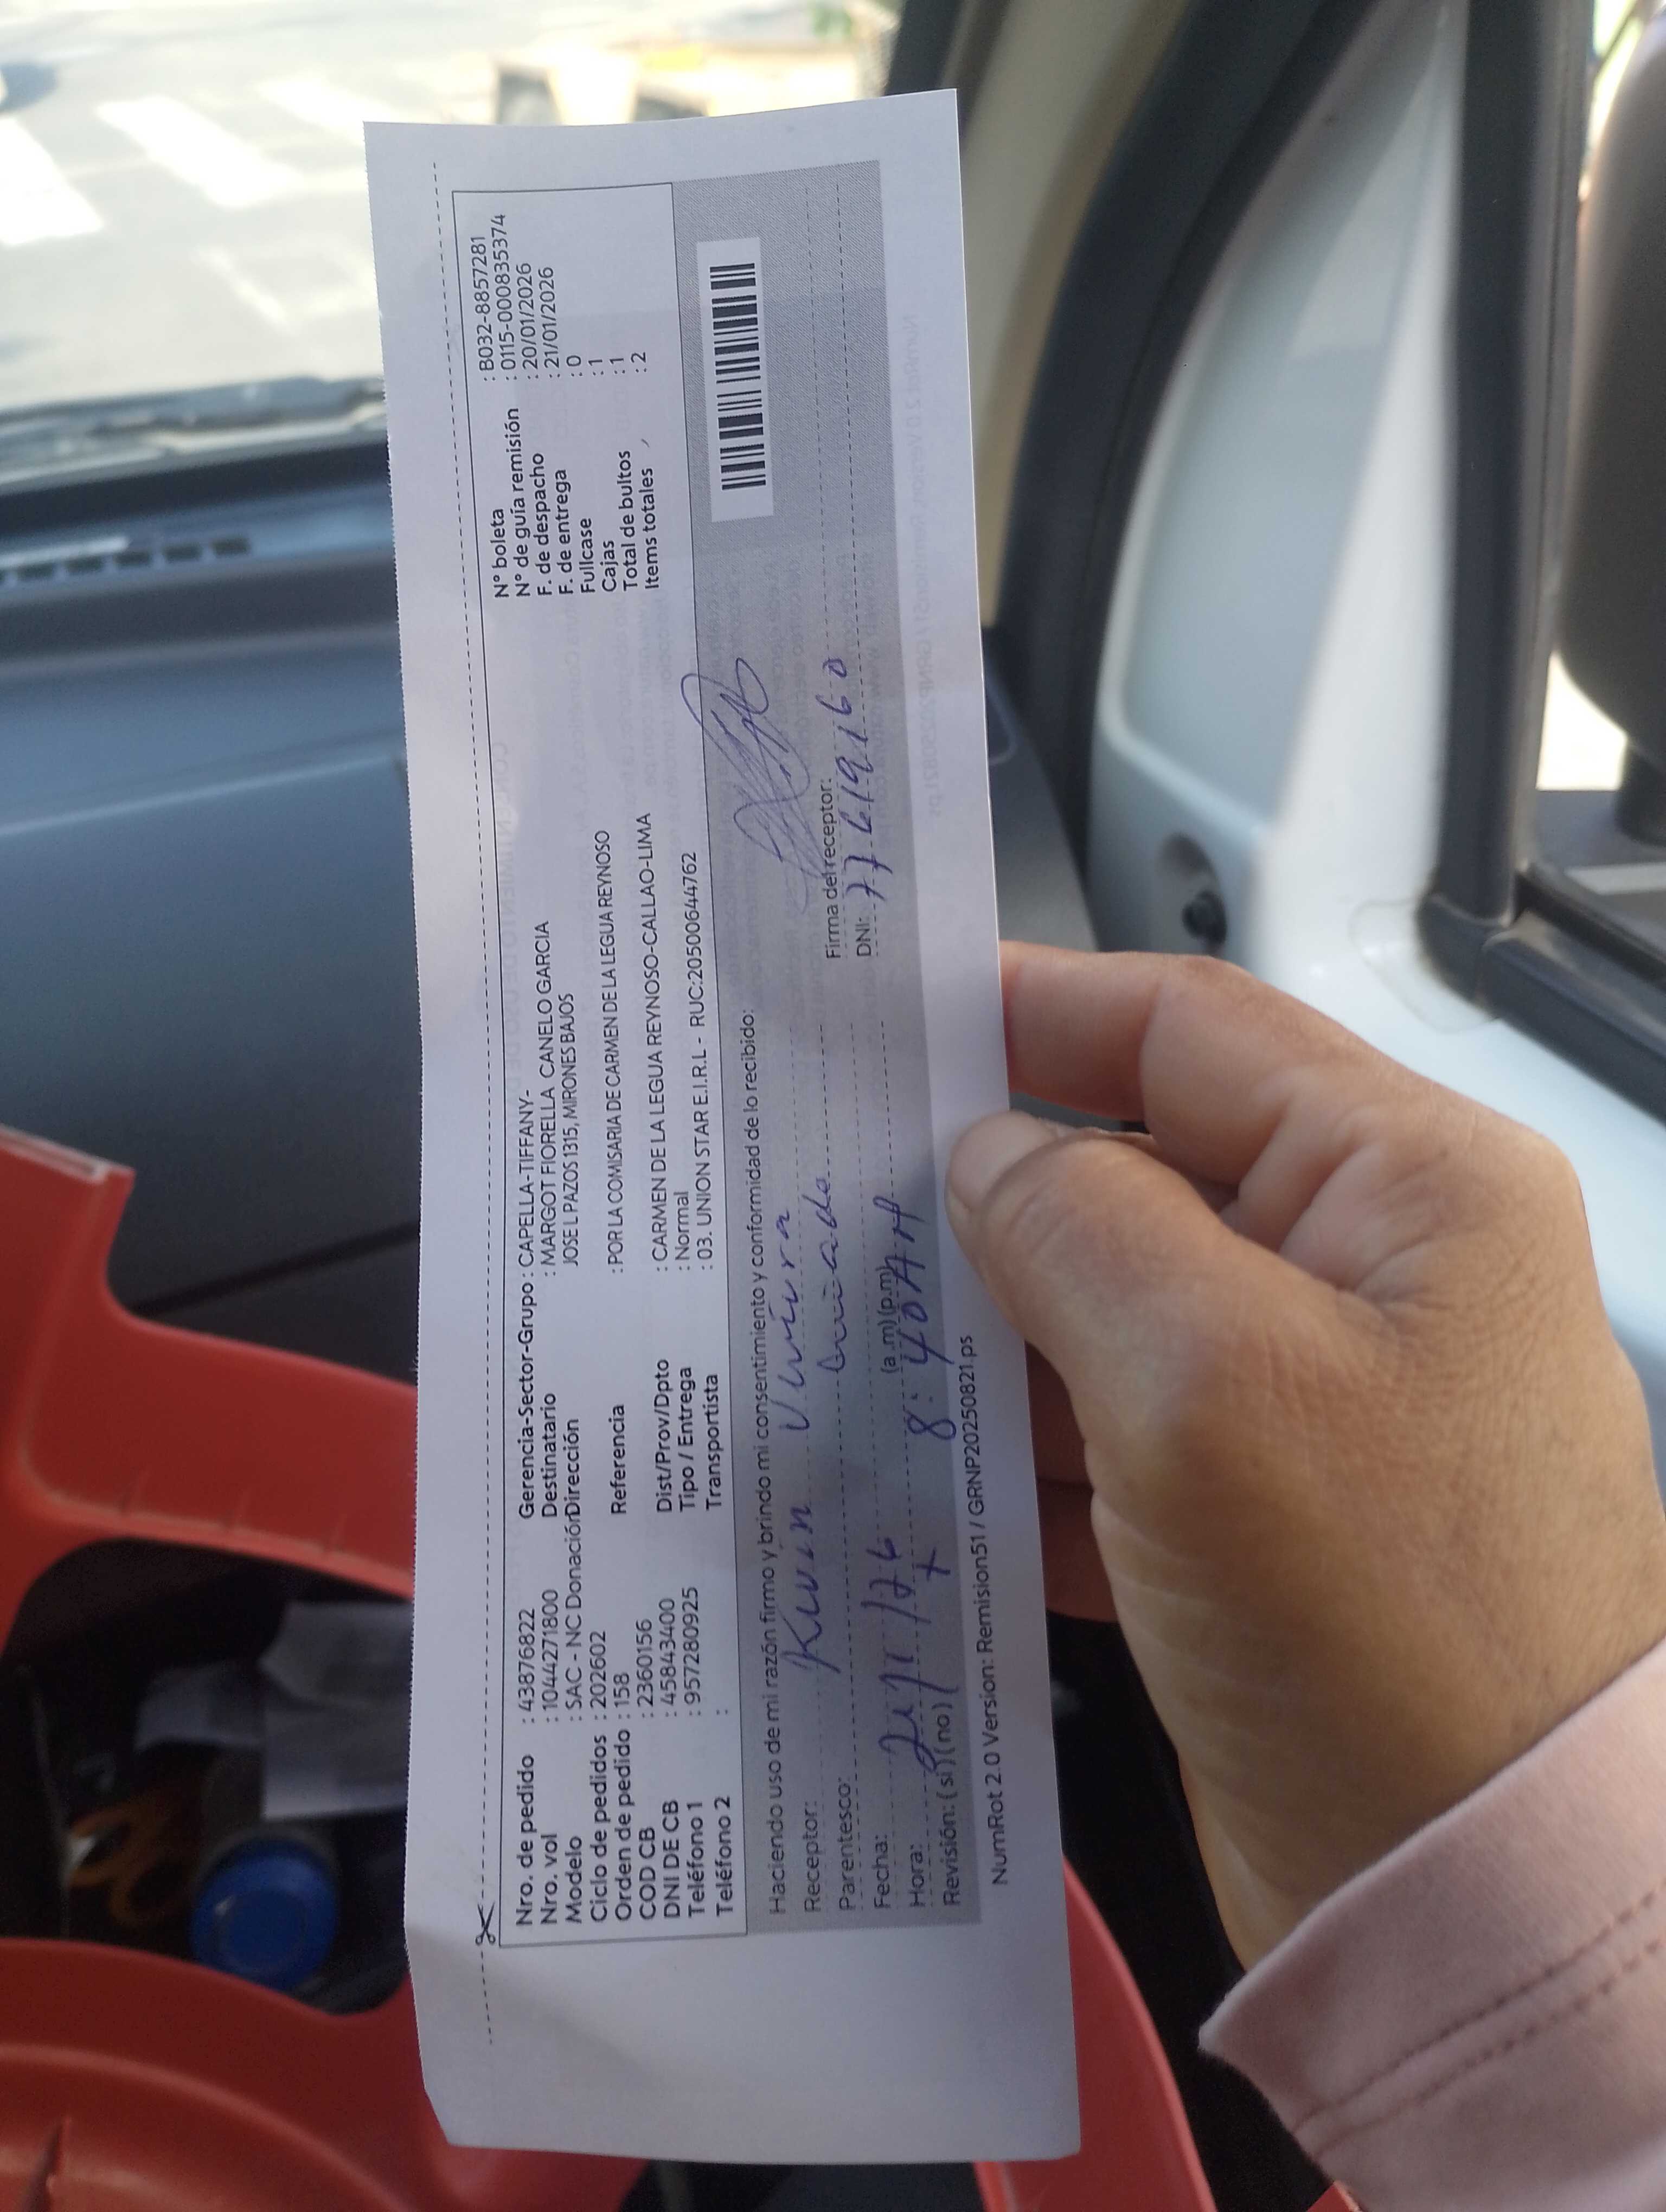 Nro. de pedido : 43876822
Nro. vol : 1044271800
Modelo : SAC - NC Donación
Ciclo de pedidos : 202602
Orden de pedido : 158
COD CB : 2360156
DNI DE CB : 45843400
Teléfono 1 : 957280925
Teléfono 2 :
Gerencia-Sector-Grupo : CAPELLA-TIFFANY-
Destinatario : MARGOT FIORELLA CANELO GARCIA
Dirección JOSE L PAZOS 1315, MIRONES BAJOS
Referencia : POR LA COMISARIA DE CARMEN DE LA LEGUA REYNOSO
Dist/Prov/Dpto : CARMEN DE LA LEGUA REYNOSO-CALLAO-LIMA
Tipo / Entrega : Normal
Transportista : 03. UNION STAR E.I.R.L - RUC:20500644762
N° boleta : B032-8857281
N° de guía remisión : 0115-000835374
F. de despacho : 20/01/2026
F. de entrega : 21/01/2026
Fullcase : 0
Cajas : 1
Total de bultos : 1
Items totales : 2
Haciendo uso de mi razón firmo y brindo mi consentimiento y conformidad de lo recibido:
Receptor:
Parentesco:
Fecha:
Hora: (a.m) (p.m) 8:40 AM
Revisión: ( si ) (no)
Firma del receptor:
DNI: 77619160
NumRot 2.0 Version: Remision51 / GRNP20250821.ps